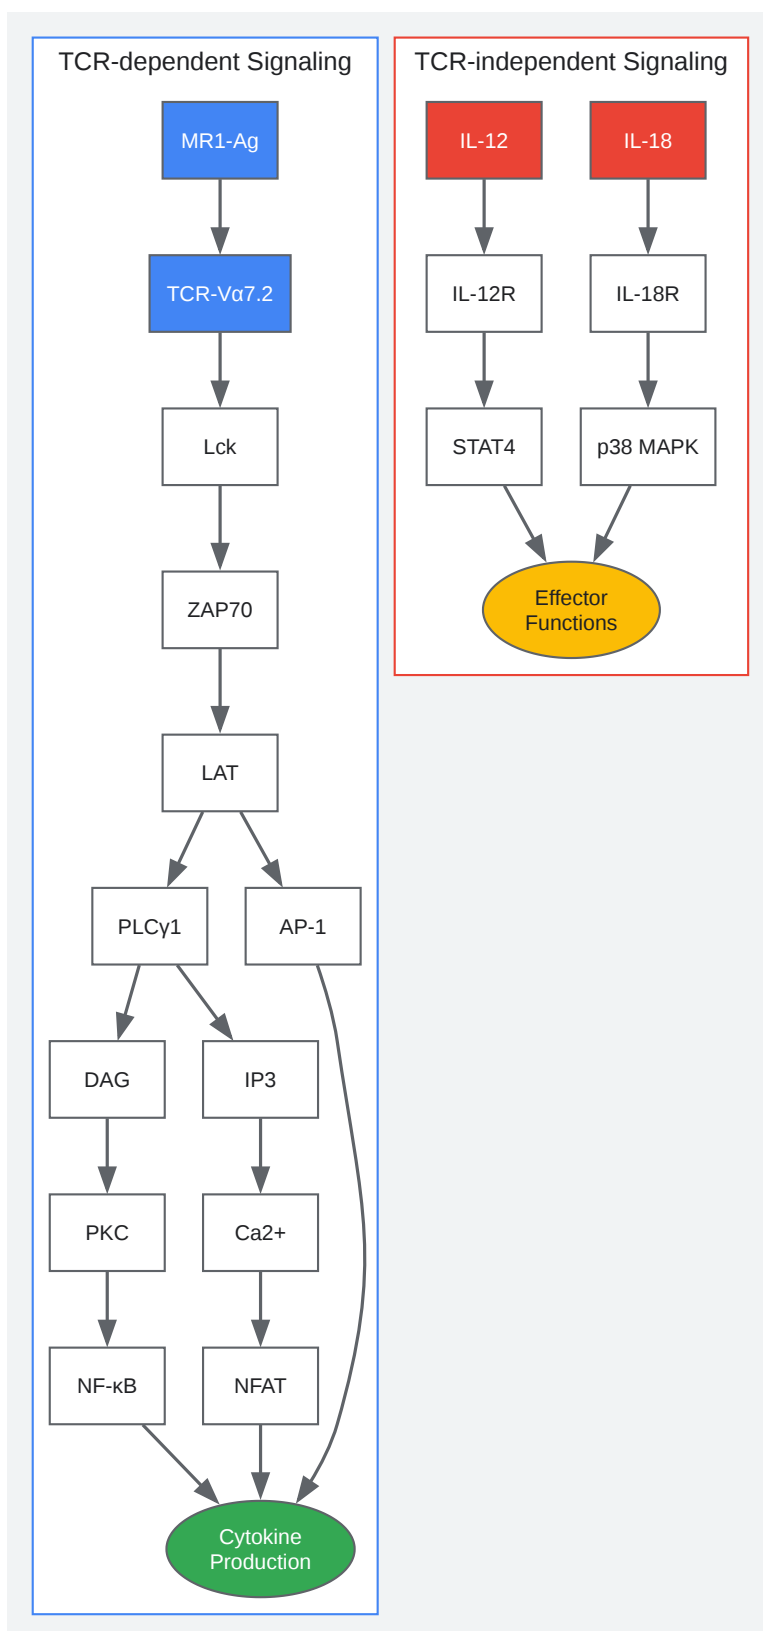 TCR-dependent Signaling
MR1-Ag
TCR-Vα7.2
Lck
ZAP70
LAT
PLCγ1
AP-1
DAG
IP3
PKC
Ca2+
NF-κB
NFAT
Cytokine
Production
TCR-independent Signaling
IL-12
IL-18
IL-12R
IL-18R
STAT4
p38 MAPK
Effector
Functions